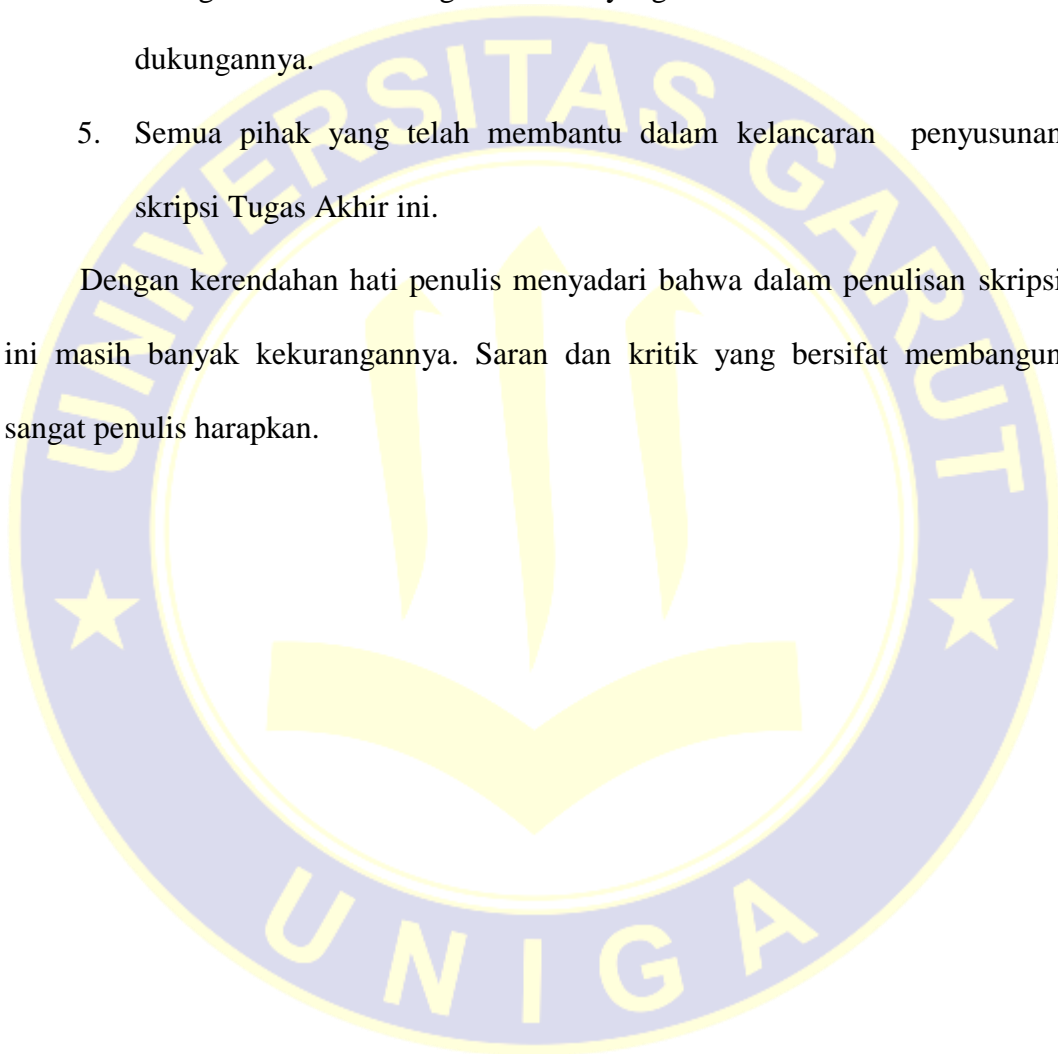 dukungannya.
5. Semua pihak yang telah membantu dalam kelancaran penyusunan
skripsi Tugas Akhir ini.
Dengan kerendahan hati penulis menyadari bahwa dalam penulisan skripsi
ini masih banyak kekurangannya. Saran dan kritik yang bersifat membangun
sangat penulis harapkan.
UNIVERSITAS GARUT
UNIGA